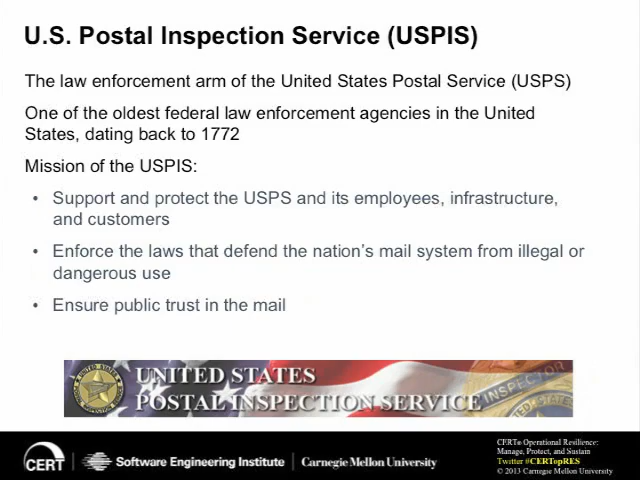 U.S. Postal Inspection Service (USPIS)
The law enforcement arm of the United States Postal Service (USPS)
One of the oldest federal law enforcement agencies in the United
States, dating back to 1772
Mission of the USPIS:
• Support and protect the USPS and its employees, infrastructure,
and customers
• Enforce the laws that defend the nation’s mail system from illegal or
dangerous use
• Ensure public trust in the mail
UNITED STATES
POSTAL INSPECTION SERVICE
INSPECTOR
CERT
Software Engineering Institute
Carnegie Mellon University
CERT® Operational Resilience:
Manage, Protect, and Sustain
Twitter #CERTopRES
© 2013 Carnegie Mellon University